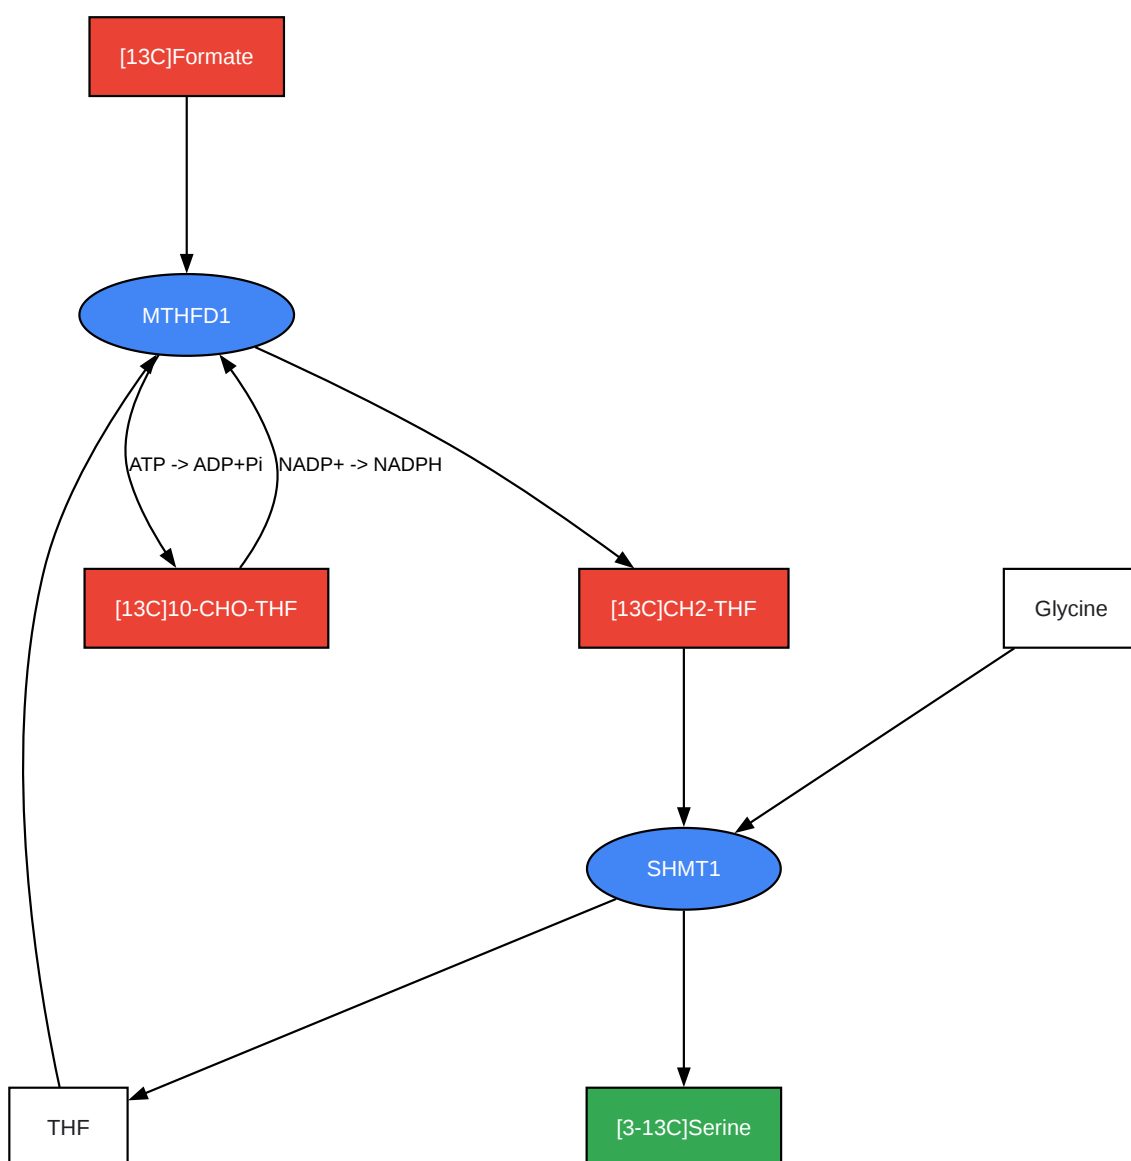 [13C]Formate
MTHFD1
ATP -> ADP+Pi
NADP+ -> NADPH
[13C]10-CHO-THF
[13C]CH2-THF
Glycine
SHMT1
THF
[3-13C]Serine